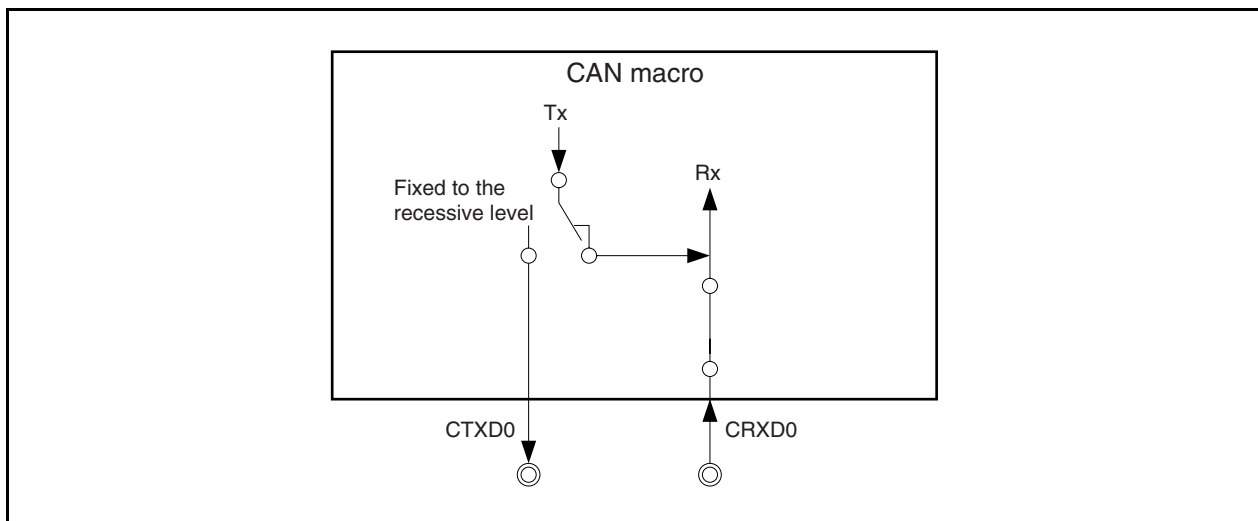 CAN macro
Tx
Rx
Fixed to the
recessive level
CTXD0
CRXD0